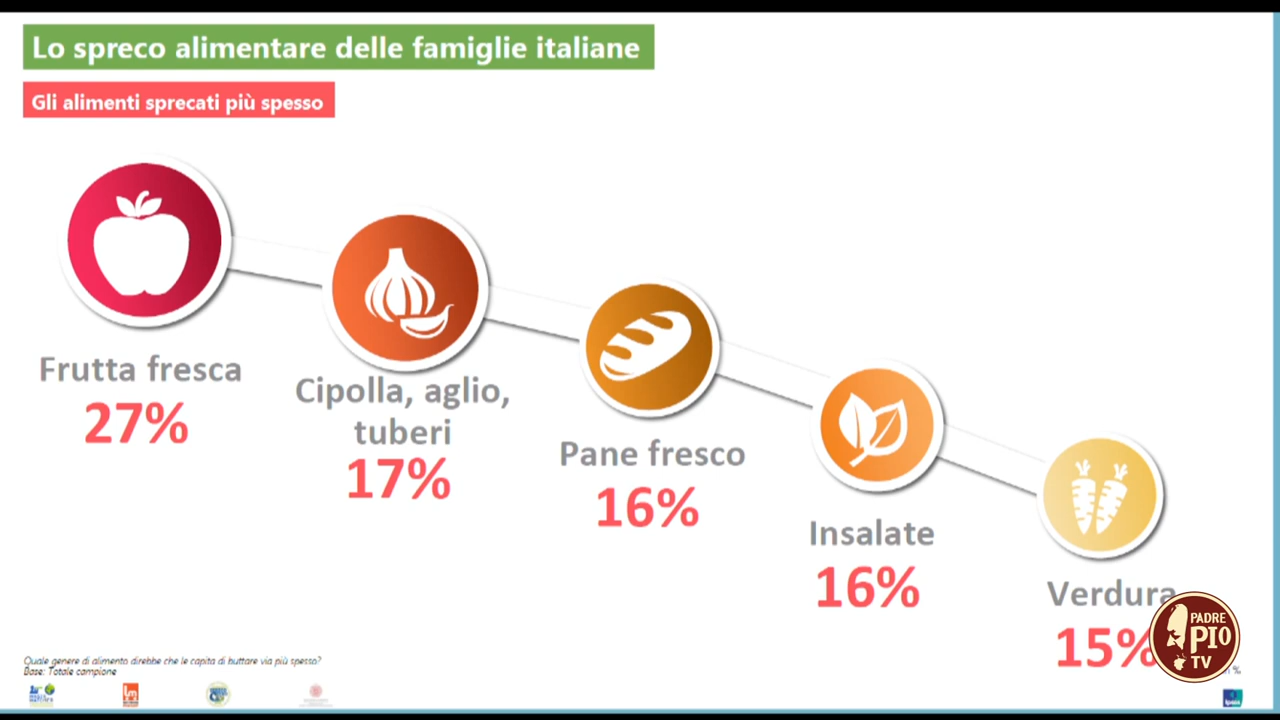 Lo spreco alimentare delle famiglie italiane
Gli alimenti sprecati più spesso
Frutta fresca
27%
Cipolla, aglio,
tuberi
17%
Pane fresco
16%
Insalate
16%
Verdura
15%
PADRE
PIO
TV
Quale genere di alimento direbbe che le capita di buttare via più spesso?
Base: Totale campione
Ipsos